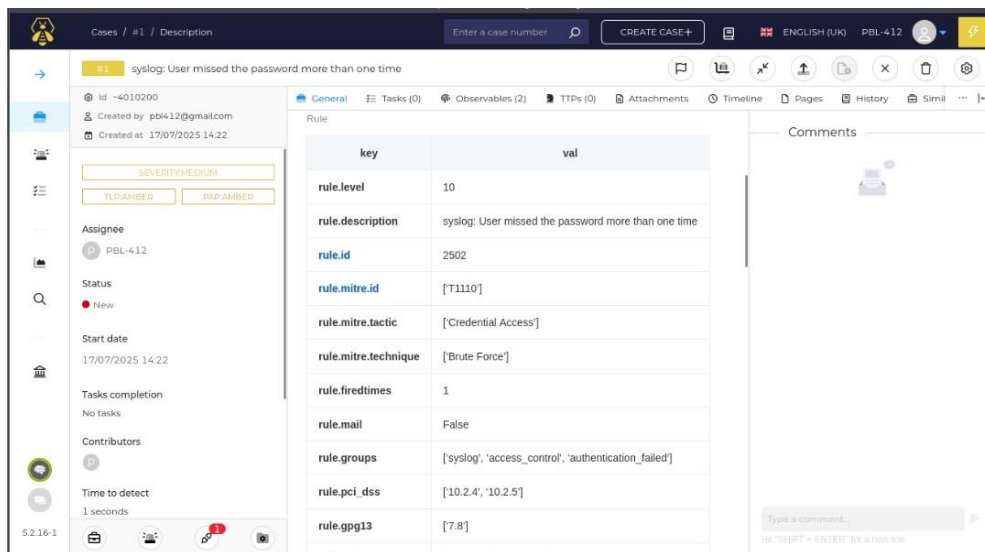 Cases / #1 / Description
Enter a case number
CREATE CASE+
ENGLISH (UK)
PBL-412
#1 syslog: User missed the password more than one time
Id ~4010200
Created by pbl412@gmail.com
Created at 17/07/2025 14:22
SEVERITY:MEDIUM
TLP:AMBER
PAP:AMBER
Assignee
P PBL-412
Status
New
Start date
17/07/2025 14:22
Tasks completion
No tasks
Contributors
P
Time to detect
1 seconds
1
5.2.16-1
General
Tasks (0)
Observables (2)
TTPs (0)
Attachments
Timeline
Pages
History
Simil
Rule
key val
rule.level 10
rule.description syslog: User missed the password more than one time
rule.id 2502
rule.mitre.id ['T1110']
rule.mitre.tactic ['Credential Access']
rule.mitre.technique ['Brute Force']
rule.firedtimes 1
rule.mail False
rule.groups ['syslog', 'access_control', 'authentication_failed']
rule.pci_dss ['10.2.4', '10.2.5']
rule.gpg13 ['7.8']
Comments
Type a comment...
Hit "SHIFT + ENTER" for a new line